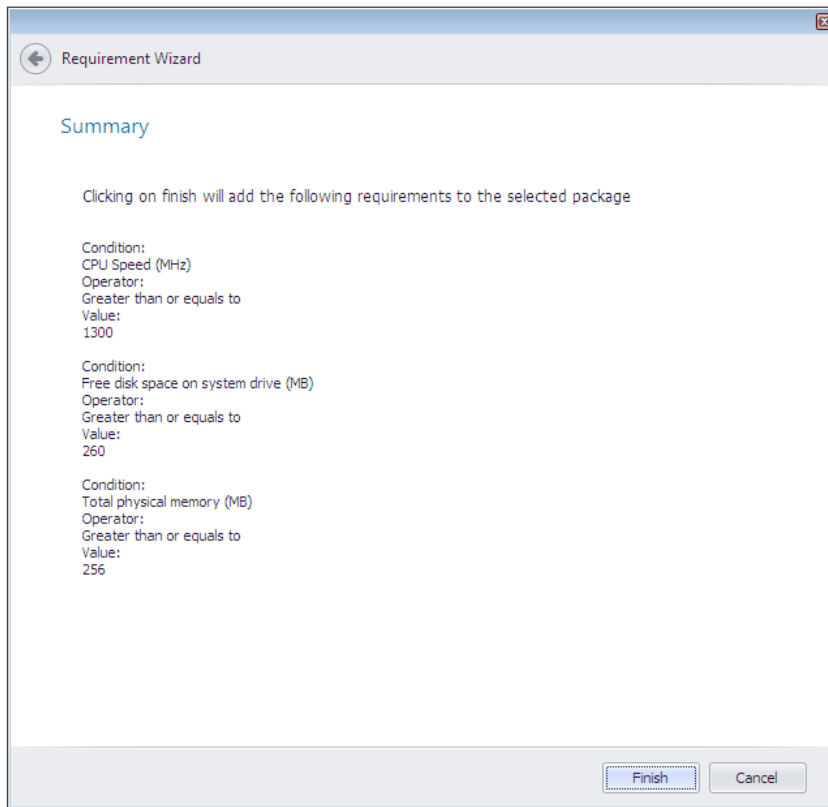 Requirement Wizard
Summary
Clicking on finish will add the following requirements to the selected package
Condition:
CPU Speed (MHz)
Operator:
Greater than or equals to
Value:
1300
Condition:
Free disk space on system drive (MB)
Operator:
Greater than or equals to
Value:
260
Condition:
Total physical memory (MB)
Operator:
Greater than or equals to
Value:
256
Finish Cancel